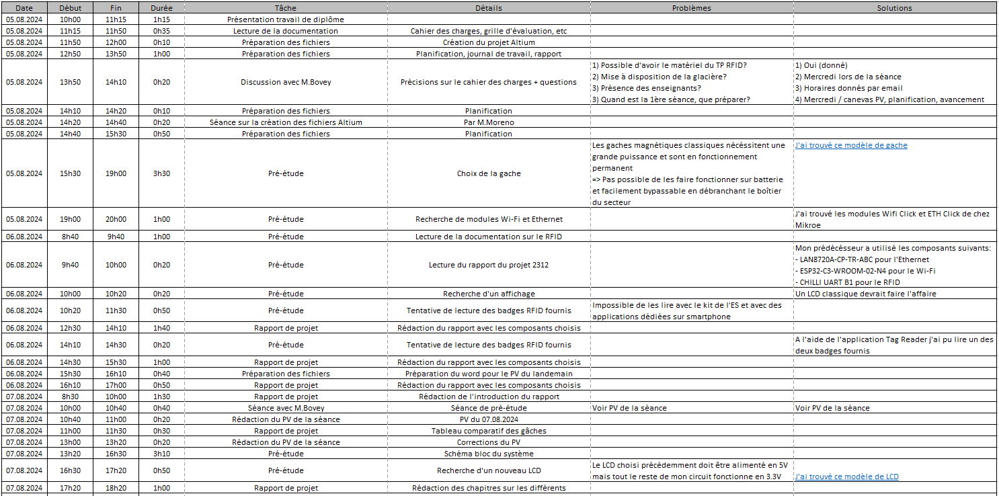 Date Début Fin Durée Tâche Détails Problèmes Solutions
05.08.2024 10h00 11h15 1h15 Présentation travail de diplôme
05.08.2024 11h15 11h50 0h35 Lecture de la documentation Cahier des charges, grille d'évaluation, etc
05.08.2024 11h50 12h00 0h10 Préparation des fichiers Création du projet Altium
05.08.2024 12h50 13h50 1h00 Préparation des fichiers Planification, journal de travail, rapport
05.08.2024 13h50 14h10 0h20 Discussion avec M.Bovey Précisions sur le cahier des charges + questions
1) Possible d'avoir le matériel du TP RFID?
2) Mise à disposition de la glacière?
3) Présence des enseignants?
3) Quand est la 1ère séance, que préparer?
1) Oui (donné)
2) Mercredi lors de la séance
3) Horaires donnés par email
4) Mercredi / canevas PV, planification, avancement
05.08.2024 14h10 14h20 0h10 Préparation des fichiers Planification
05.08.2024 14h20 14h40 0h20 Séance sur la création des fichiers Altium Par M.Moreno
05.08.2024 14h40 15h30 0h50 Préparation des fichiers Planification
05.08.2024 15h30 19h00 3h30 Pré-étude Choix de la gache
Les gaches magnétiques classiques nécéssitent une
grande puissance et sont en fonctionnement
permanent
=> Pas possible de les faire fonctionner sur batterie
et facilement bypassable en débranchant le boîtier
du secteur
J'ai trouvé ce modèle de gache
05.08.2024 19h00 20h00 1h00 Pré-étude Recherche de modules Wi-Fi et Ethernet
J'ai trouvé les modules Wifi Click et ETH Click de chez
Mikroe
06.08.2024 8h40 9h40 1h00 Pré-étude Lecture de la documentation sur le RFID
06.08.2024 9h40 10h00 0h20 Pré-étude Lecture du rapport du projet 2312
Mon prédécésseur a utilisé les composants suivants:
- LAN8720A-CP-TR-ABC pour l'Ethernet
- ESP32-C3-WROOM-02-N4 pour le Wi-Fi
- CHILLI UART B1 pour le RFID
06.08.2024 10h00 10h20 0h20 Pré-étude Recherche d'un affichage Un LCD classique devrait faire l'affaire
06.08.2024 10h20 11h30 0h50 Pré-étude Tentative de lecture des badges RFID fournis
Impossible de les lire avec le kit de l'ES et avec des
applications dédiées sur smartphone
06.08.2024 12h30 14h10 1h40 Rapport de projet Rédaction du rapport avec les composants choisis
06.08.2024 14h10 14h30 0h20 Pré-étude Tentative de lecture des badges RFID fournis
A l'aide de l'application Tag Reader j'ai pu lire un des
deux badges fournis
06.08.2024 14h30 15h30 1h00 Rapport de projet Rédaction du rapport avec les composants choisis
06.08.2024 15h30 16h10 0h40 Préparation des fichiers Préparation du word pour le PV du landemain
06.08.2024 16h10 17h00 0h50 Rapport de projet Rédaction du rapport avec les composants choisis
07.08.2024 8h30 10h00 1h30 Rapport de projet Rédaction de l'introduction du rapport
07.08.2024 10h00 10h40 0h40 Séance avec M.Bovey Séance de pré-étude Voir PV de la séance Voir PV de la séance
07.08.2024 10h40 11h00 0h20 Rédaction du PV de la séance PV du 07.08.2024
07.08.2024 11h00 11h30 0h30 Rapport de projet Tableau comparatif des gâches
07.08.2024 13h00 13h20 0h20 Rédaction du PV de la séance Corrections du PV
07.08.2024 13h20 16h30 3h10 Pré-étude Schéma bloc du système
07.08.2024 16h30 17h20 0h50 Pré-étude Recherche d'un nouveau LCD
Le LCD choisi précédemment doit être alimenté en 5V
mais tout le reste de mon circuit fonctionne en 3.3V
J'ai trouvé ce modèle de LCD
07.08.2024 17h20 18h20 1h00 Rapport de projet Rédaction des chapitres sur les différents